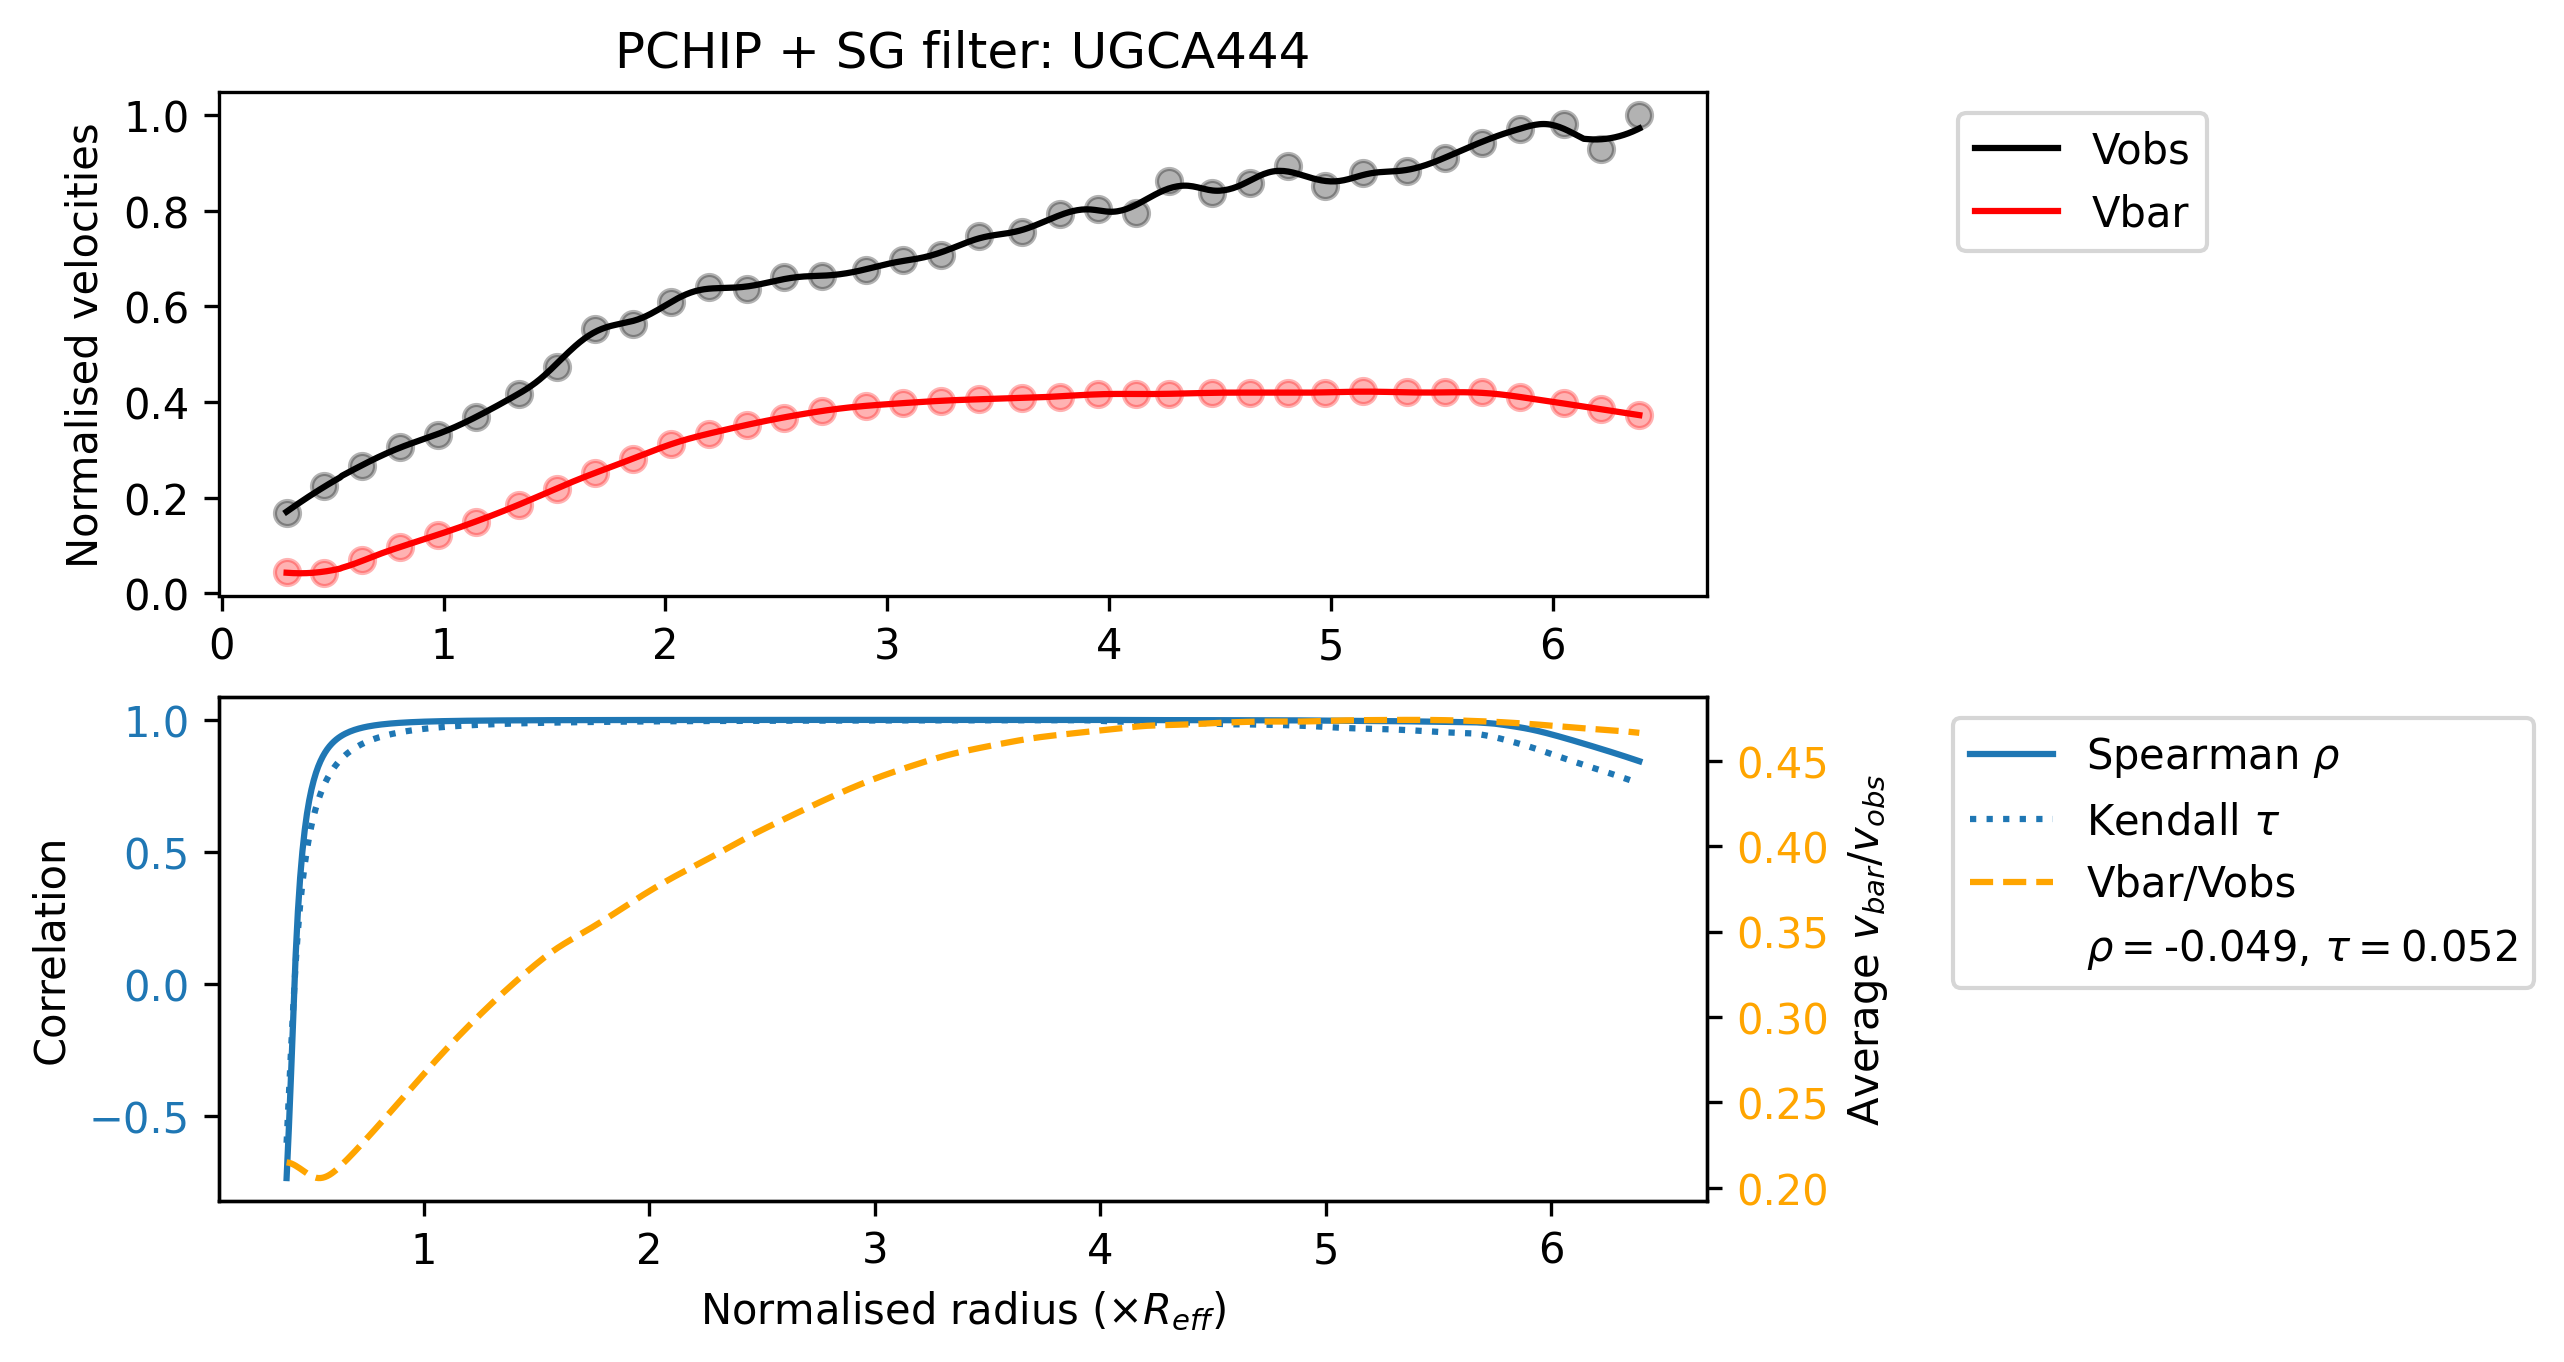 PCHIP + SG filter: UGCA444
Normalised velocities
1.0
0.8
0.6
0.4
0.2
0.0
0 1 2 3 4 5 6
Vobs
Vbar
Correlation
1.0
0.5
0.0
−0.5
1 2 3 4 5 6
Normalised radius (×R_eff)
0.45
0.40
0.35
0.30
0.25
0.20
Average v_bar/v_obs
Spearman ρ
Kendall τ
Vbar/Vobs
ρ = -0.049, τ = 0.052